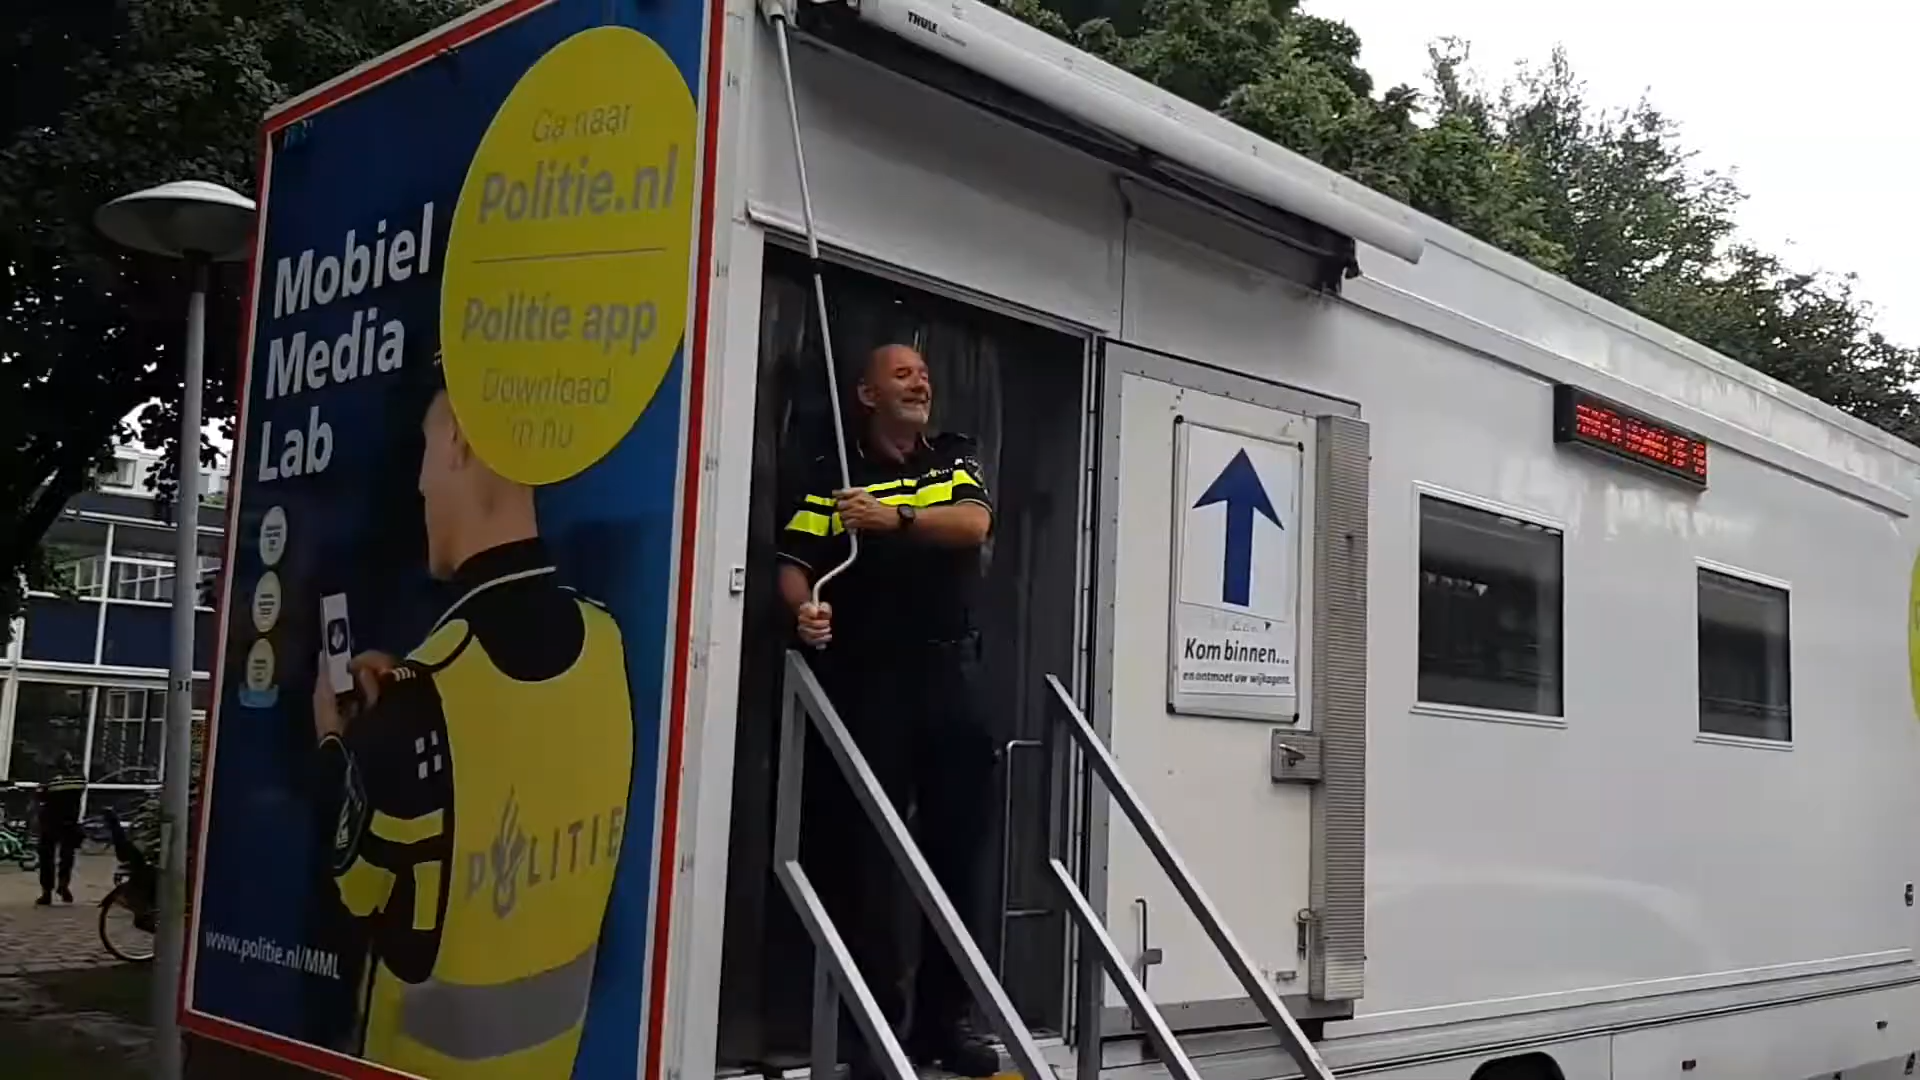 THULE
Ga naar
Politie.nl
Politie app
Download
'm nu
Mobiel
Media
Lab
POLITIE
www.politie.nl/MML
Kom binnen...
en ontmoet uw wijkagent.